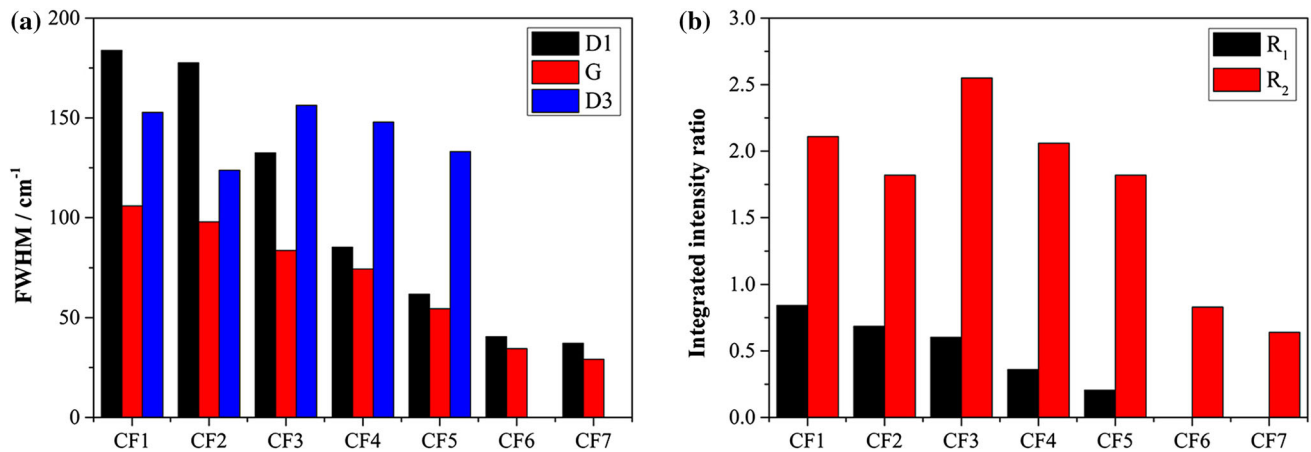 (a)
200
150
100
50
0
FWHM / cm⁻¹
D1
G
D3
CF1 CF2 CF3 CF4 CF5 CF6 CF7
(b)
3.0
2.5
2.0
1.5
1.0
0.5
0.0
Integrated intensity ratio
R₁
R₂
CF1 CF2 CF3 CF4 CF5 CF6 CF7